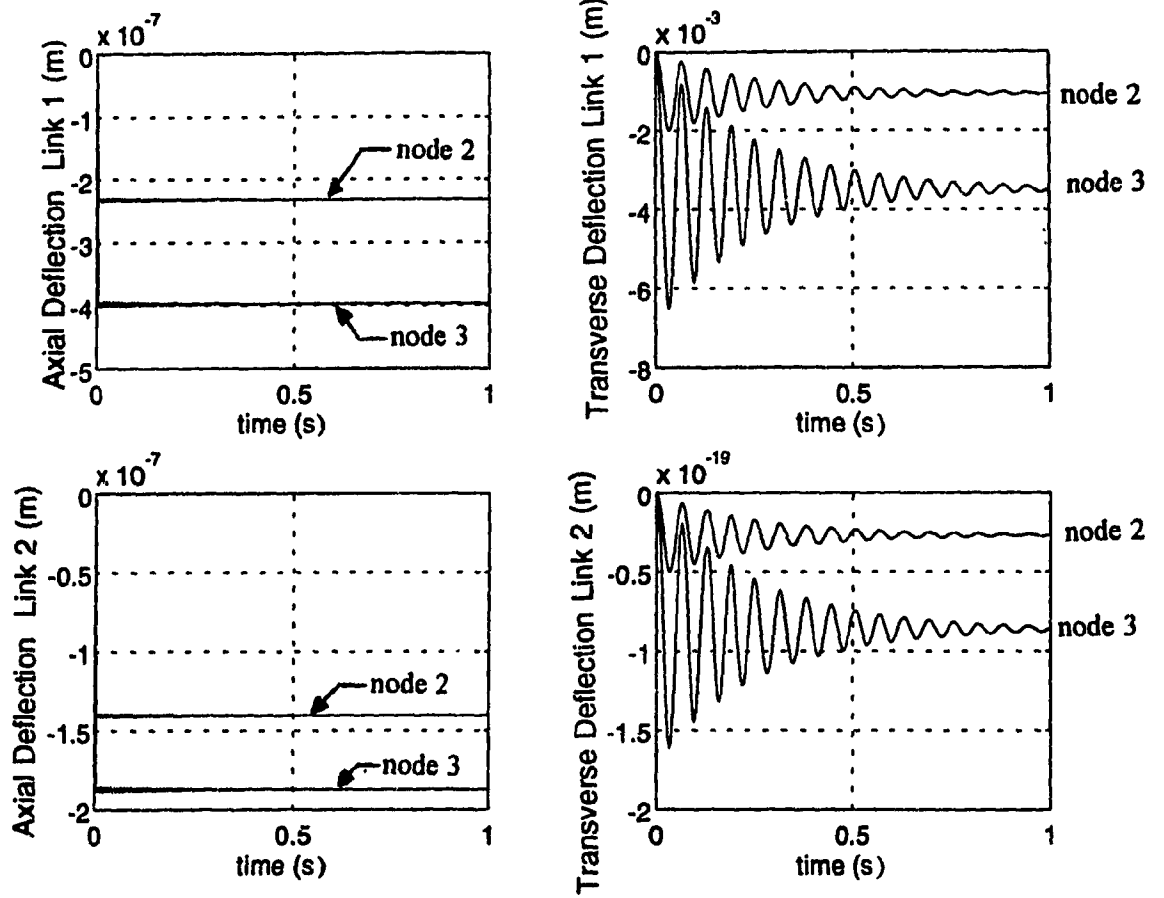 x 10-7
Axial Deflection Link 1 (m)
0
-1
-2
-3
-4
-5
node 2
node 3
0
0.5
1
time (s)
x 10-3
Transverse Deflection Link 1 (m)
0
-2
-4
-6
-8
node 2
node 3
0
0.5
1
time (s)
x 10-7
Axial Deflection Link 2 (m)
0
-0.5
-1
-1.5
-2
node 2
node 3
0
0.5
1
time (s)
x 10-19
Transverse Deflection Link 2 (m)
0
-0.5
-1
-1.5
-2
node 2
node 3
0
0.5
1
time (s)